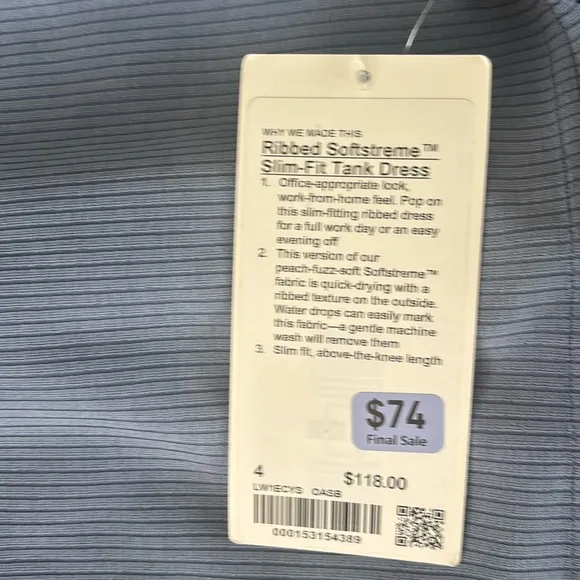 WHY WE MADE THIS
Ribbed Softstreme™
Slim-Fit Tank Dress
1. Office-appropriate look,
work-from-home feel. Pop on
this slim-fitting ribbed dress
for a full work day or an easy
evening off
2. This version of our
peach-fuzz-soft Softstreme™
fabric is quick-drying with a
ribbed texture on the outside.
Water drops can easily mark
this fabric—a gentle machine
wash will remove them
3. Slim fit, above-the-knee length
$74
Final Sale
4 $118.00
LW1ECYS OASB
000153154389